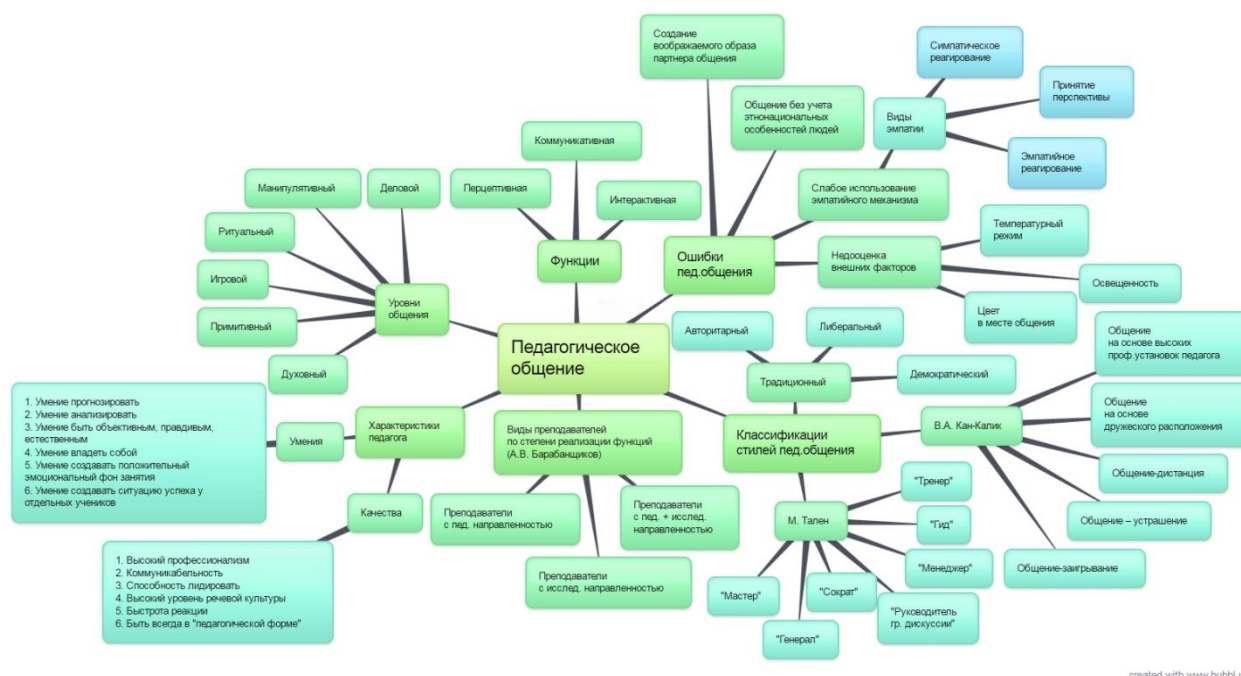 Создание
воображаемого образа
партнера общения
Симпатическое
реагирование
Принятие
перспективы
Общение без учета
этнонациональных
особенностей людей
Виды
эмпатии
Эмпатийное
реагирование
Коммуникативная
Перцептивная
Интерактивная
Функции
Манипулятивный
Деловой
Ритуальный
Игровой
Примитивный
Духовный
Уровни
общения
Слабое использование
эмпатийного механизма
Ошибки
пед.общения
Недооценка
внешних факторов
Температурный
режим
Освещенность
Цвет
в месте общения
Педагогическое
общение
Авторитарный
Либеральный
Традиционный
Демократический
Общение
на основе высоких
проф.установок педагога
Общение
на основе
дружеского расположения
В.А. Кан-Калик
Общение-дистанция
Общение – устрашение
Общение-заигрывание
Классификации
стилей пед.общения
М. Тален
"Тренер"
"Гид"
"Менеджер"
"Руководитель
гр. дискуссии"
"Сократ"
"Генерал"
"Мастер"
Виды преподавателей
по степени реализации функций
(А.В. Барабанщиков)
Преподаватели
с пед. направленностью
Преподаватели
с пед. + исслед.
направленностью
Преподаватели
с исслед. направленностью
Характеристики
педагога
Умения
1. Умение прогнозировать
2. Умение анализировать
3. Умение быть объективным, правдивым,
естественным
4. Умение владеть собой
5. Умение создавать положительный
эмоциональный фон занятия
6. Умение создавать ситуацию успеха у
отдельных учеников
Качества
1. Высокий профессионализм
2. Коммуникабельность
3. Способность лидировать
4. Высокий уровень речевой культуры
5. Быстрота реакции
6. Быть всегда в "педагогической форме"
created with www.bubbl.u